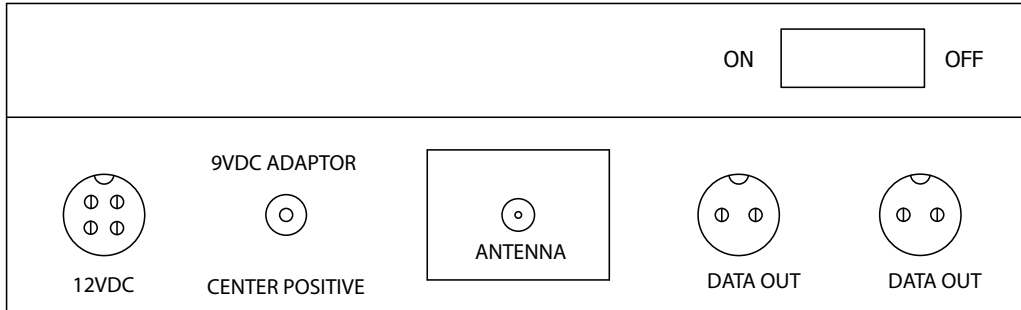 ON OFF
9VDC ADAPTOR
ANTENNA
12VDC
CENTER POSITIVE
DATA OUT
DATA OUT